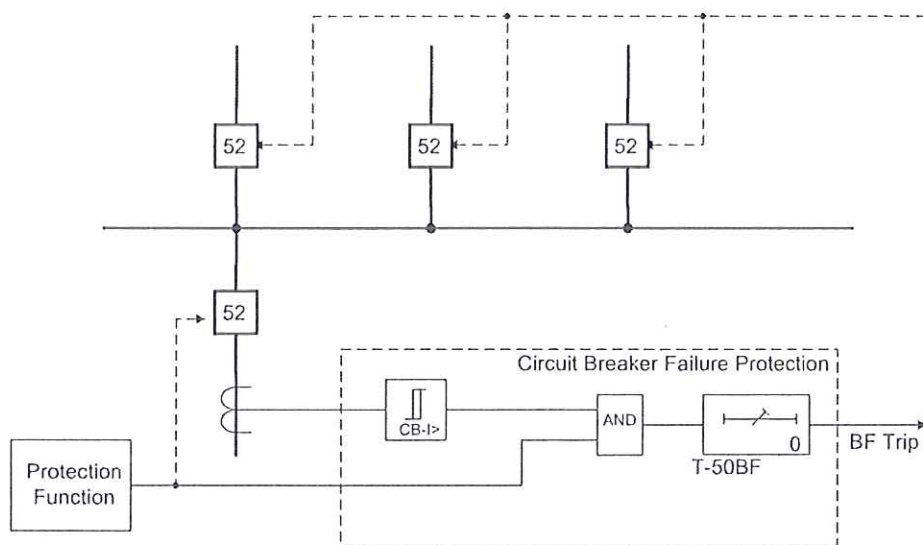 52
52
52
52
Circuit Breaker Failure Protection
CB-I>
AND
0
T-50BF
BF Trip
Protection
Function